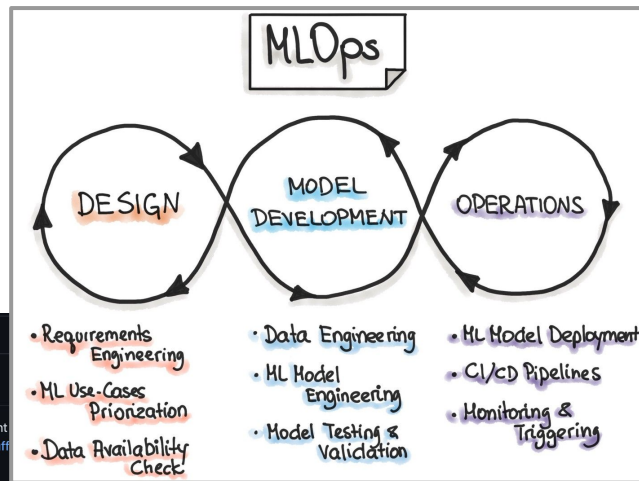 MLOps
DESIGN
MODEL
DEVELOPMENT
OPERATIONS
• Requirements
Engineering
• ML Use-Cases
Priorization
• Data Availability
Check
• Data Engineering
• ML Model
Engineering
• Model Testing &
Validation
• ML Model Deployment
• CI/CD Pipelines
• Monitoring &
Triggering